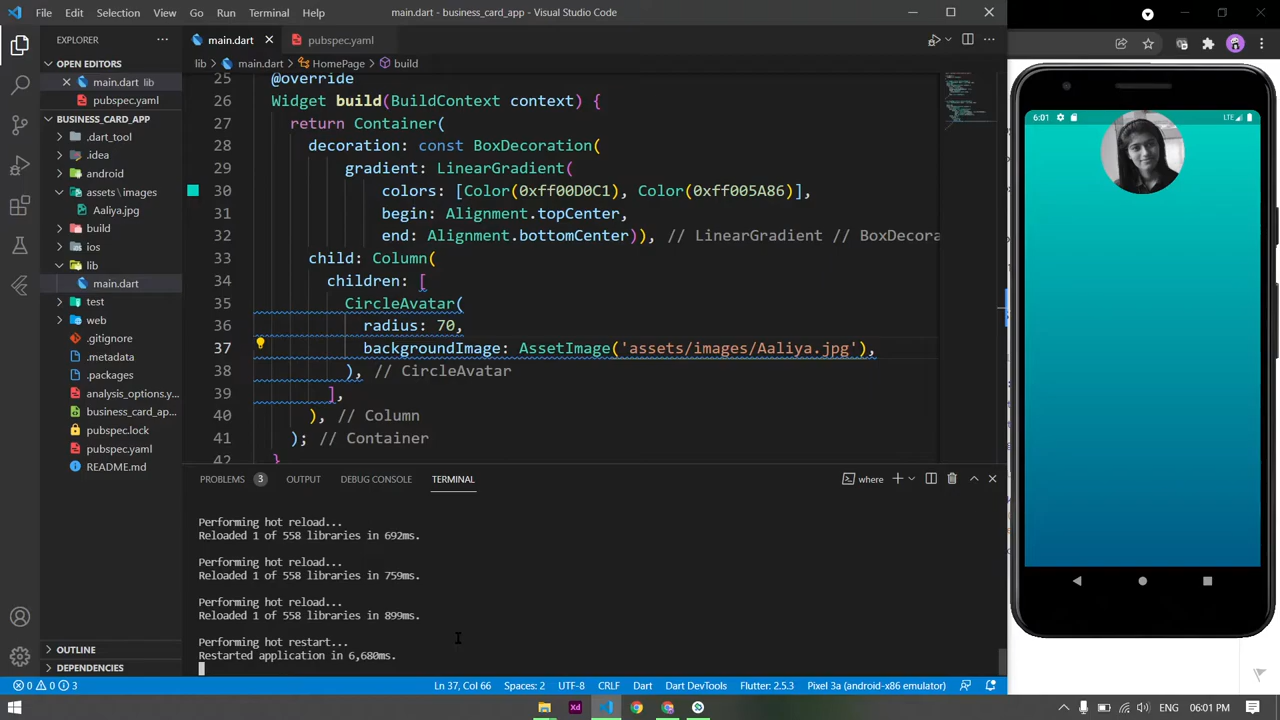 File Edit Selection View Go Run Terminal Help
main.dart - business_card_app - Visual Studio Code
EXPLORER
OPEN EDITORS
main.dart lib
pubspec.yaml
BUSINESS_CARD_APP
.dart_tool
.idea
android
assets \ images
Aaliya.jpg
build
ios
lib
main.dart
test
web
.gitignore
.metadata
.packages
analysis_options.y...
business_card_ap...
pubspec.lock
pubspec.yaml
README.md
OUTLINE
DEPENDENCIES
main.dart
pubspec.yaml
lib > main.dart > HomePage > build
25 @override
26 Widget build(BuildContext context) {
27 return Container(
28 decoration: const BoxDecoration(
29 gradient: LinearGradient(
30 colors: [Color(0xff00D0C1), Color(0xff005A86)],
31 begin: Alignment.topCenter,
32 end: Alignment.bottomCenter)), // LinearGradient // BoxDecora
33 child: Column(
34 children: [
35 CircleAvatar(
36 radius: 70,
37 backgroundImage: AssetImage('assets/images/Aaliya.jpg'),
38 ), // CircleAvatar
39 ],
40 ), // Column
41 ); // Container
42 }
PROBLEMS 3 OUTPUT DEBUG CONSOLE TERMINAL
where
Performing hot reload...
Reloaded 1 of 558 libraries in 692ms.
Performing hot reload...
Reloaded 1 of 558 libraries in 759ms.
Performing hot reload...
Reloaded 1 of 558 libraries in 899ms.
Performing hot restart...
Restarted application in 6,680ms.
0 0 3
Ln 37, Col 66 Spaces: 2 UTF-8 CRLF Dart Dart DevTools Flutter: 2.5.3 Pixel 3a (android-x86 emulator)
6:01
LTE
Xd
ENG 06:01 PM